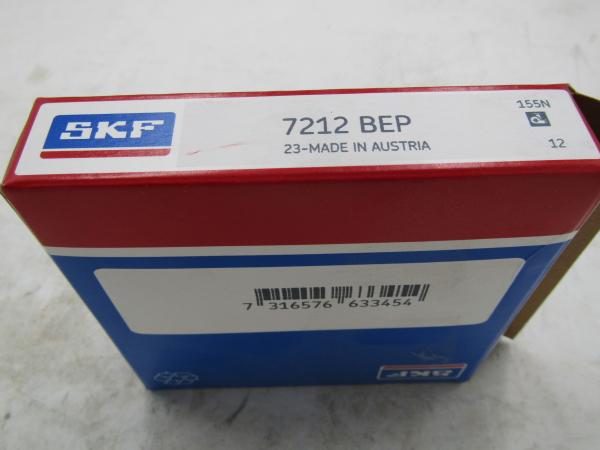 SKF
7212 BEP
23-MADE IN AUSTRIA
155N
12
7 316576 633454
SKF